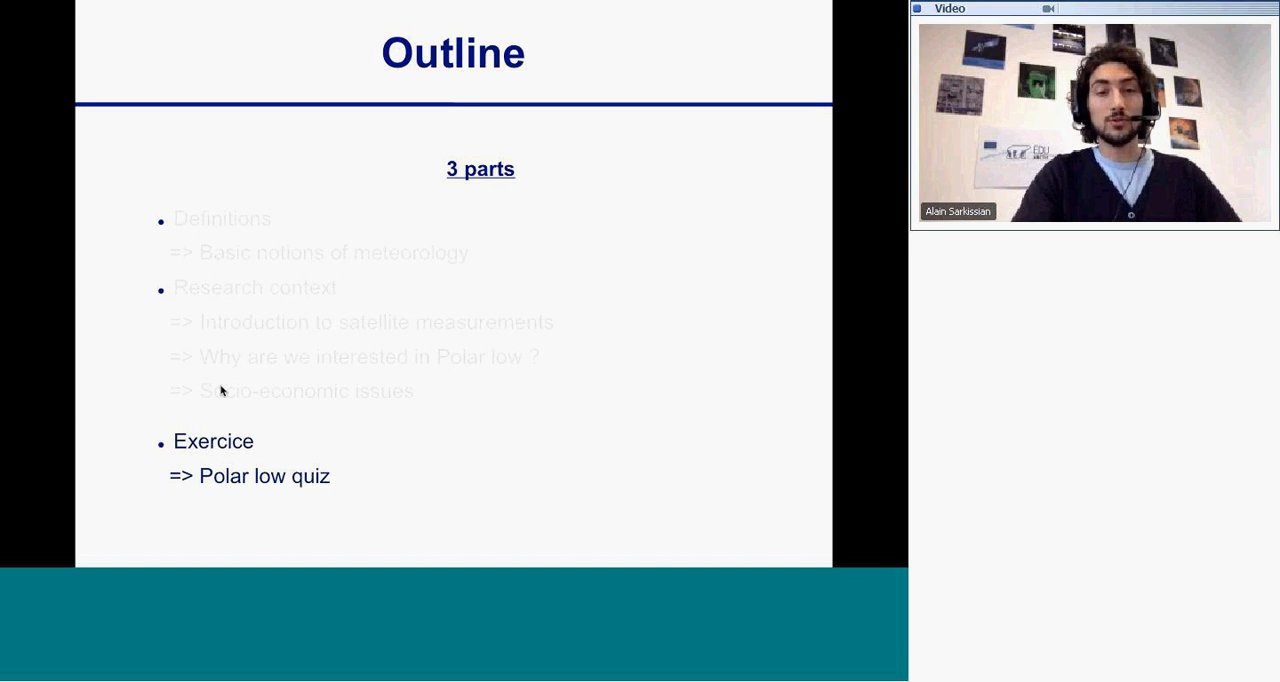 Outline
3 parts
Definitions
=> Basic notions of meteorology
Research context
=> Introduction to satellite measurements
=> Why are we interested in Polar low ?
=> Socio-economic issues
Exercice
=> Polar low quiz
Video
EDU
Alain Sarkissian